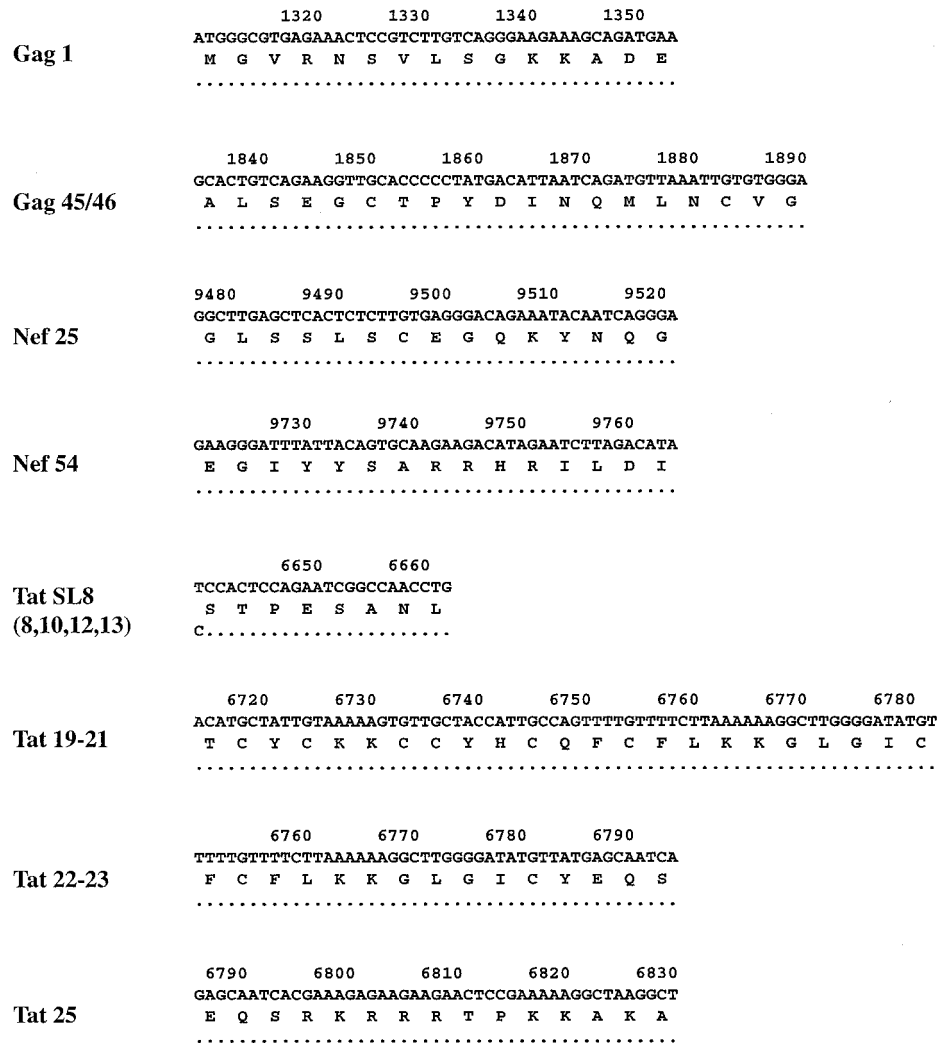 1320 1330 1340 1350
ATGGGCGTGAGAAACTCCGTCTTGTCAGGGAAGAAAGCAGATGAA
Gag 1
M G V R N S V L S G K K A D E
.............................................
1840 1850 1860 1870 1880 1890
GCACTGTCAGAAGGTTGCACCCCCTATGACATTAATCAGATGTTAAATTGTGTGGGA
Gag 45/46
A L S E G C T P Y D I N Q M L N C V G
.........................................................
9480 9490 9500 9510 9520
GGCTTGAGCTCACTCTCTTGTGAGGGACAGAAATACAATCAGGGA
Nef 25
G L S S L S C E G Q K Y N Q G
.............................................
9730 9740 9750 9760
GAAGGGATTTATTACAGTGCAAGAAGACATAGAATCTTAGACATA
Nef 54
E G I Y Y S A R R H R I L D I
.............................................
6650 6660
TCCACTCCAGAATCGGCCAACCTG
Tat SL8
S T P E S A N L
(8,10,12,13)
C.......................
6720 6730 6740 6750 6760 6770 6780
ACATGCTATTGTAAAAAGTGTTGCTACCATTGCCAGTTTTGTTTTCTTAAAAAAGGCTTGGGGATATGT
Tat 19-21
T C Y C K K C C Y H C Q F C F L K K G L G I C
.....................................................................
6760 6770 6780 6790
TTTTGTTTTCTTAAAAAAGGCTTGGGGATATGTTATGAGCAATCA
Tat 22-23
F C F L K K G L G I C Y E Q S
.............................................
6790 6800 6810 6820 6830
GAGCAATCACGAAAGAGAAGAAGAACTCCGAAAAAGGCTAAGGCT
Tat 25
E Q S R K R R R T P K K A K A
.............................................